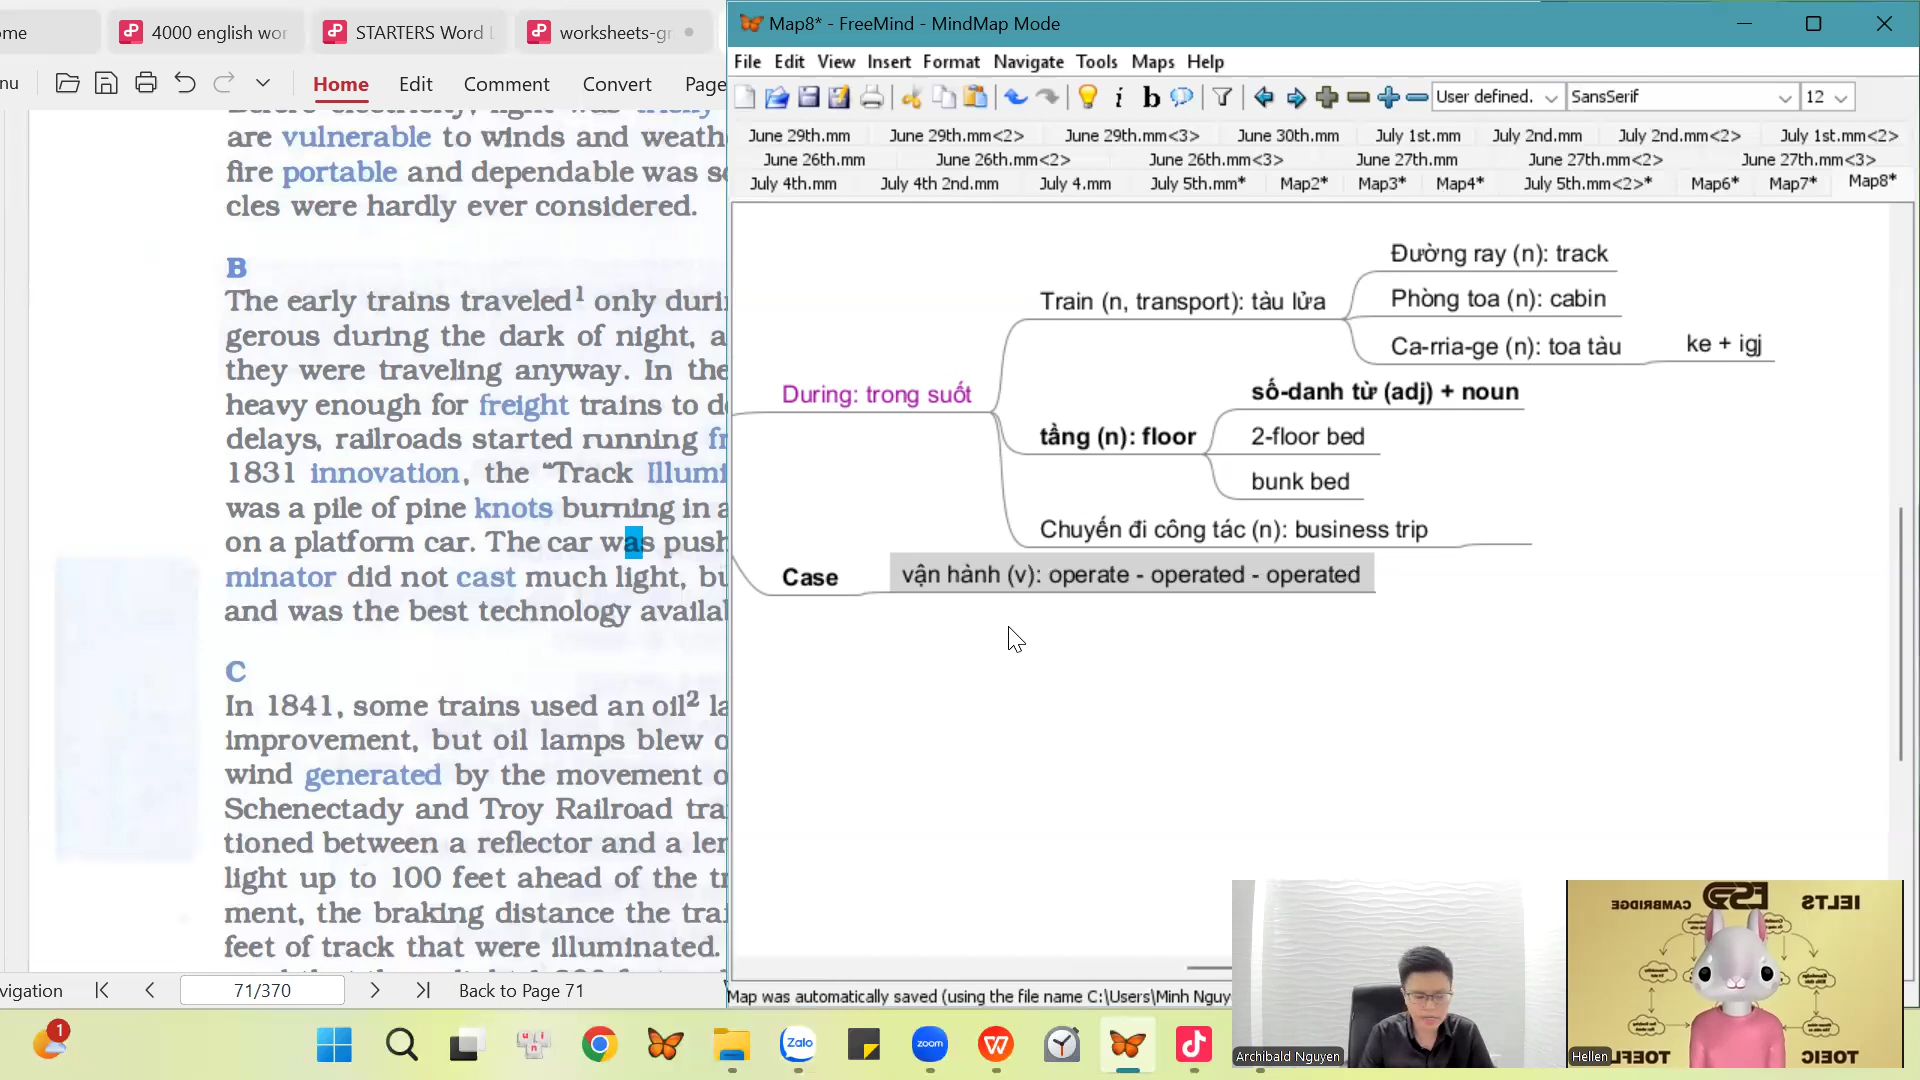 ome
4000 english wor
STARTERS Word L
worksheets-gr
nu
Home
Edit
Comment
Convert
Page
are vulnerable to winds and weath
fire portable and dependable was so
cles were hardly ever considered.
B
The early trains traveled1 only duri
gerous during the dark of night, a
they were traveling anyway. In the
heavy enough for freight trains to d
delays, railroads started running fr
1831 innovation, the "Track Illumi
was a pile of pine knots burning in a
on a platform car. The car was push
minator did not cast much light, bu
and was the best technology availa
C
In 1841, some trains used an oil2 la
improvement, but oil lamps blew o
wind generated by the movement o
Schenectady and Troy Railroad tra
tioned between a reflector and a len
light up to 100 feet ahead of the tr
ment, the braking distance the trai
feet of track that were illuminated.
vigation
71/370
Back to Page 71
Map8* - FreeMind - MindMap Mode
File Edit View Insert Format Navigate Tools Maps Help
User defined.
SansSerif
12
June 29th.mm
June 29th.mm<2>
June 29th.mm<3>
June 30th.mm
July 1st.mm
July 2nd.mm
July 2nd.mm<2>
July 1st.mm<2>
June 26th.mm
June 26th.mm<2>
June 26th.mm<3>
June 27th.mm
June 27th.mm<2>
June 27th.mm<3>
July 4th.mm
July 4th 2nd.mm
July 4.mm
July 5th.mm*
Map2*
Map3*
Map4*
July 5th.mm<2>*
Map6*
Map7*
Map8*
During: trong suốt
Train (n, transport): tàu lửa
Đường ray (n): track
Phòng toa (n): cabin
Ca-rria-ge (n): toa tàu
ke + igj
tầng (n): floor
số-danh từ (adj) + noun
2-floor bed
bunk bed
Chuyến đi công tác (n): business trip
Case
vận hành (v): operate - operated - operated
Map was automatically saved (using the file name C:\Users\Minh Nguy
Archibald Nguyen
Hellen
CAMBRIDGE
ESD
IELTS
TOEFL
TOEIC
1
Zalo
zoom